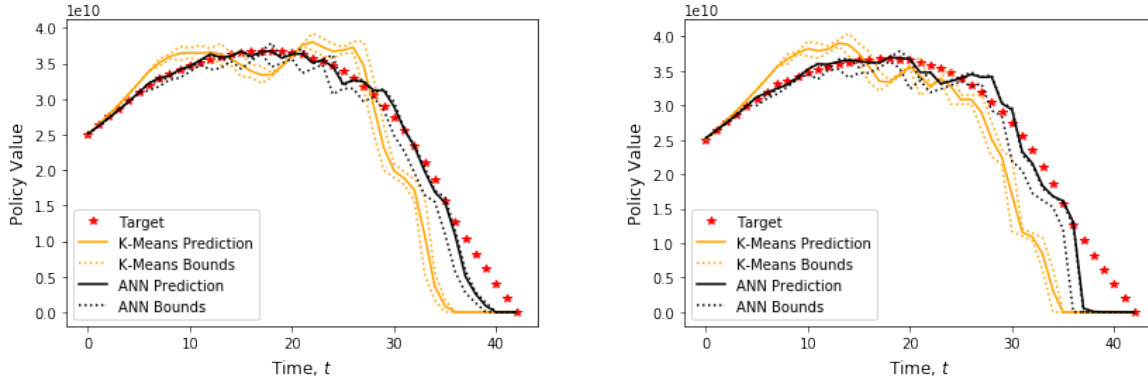 1e10
4.0
3.5
3.0
2.5
2.0
1.5
1.0
0.5
0.0
Policy Value
Target
K-Means Prediction
K-Means Bounds
ANN Prediction
ANN Bounds
0 10 20 30 40
Time, t
1e10
4.0
3.5
3.0
2.5
2.0
1.5
1.0
0.5
0.0
Policy Value
Target
K-Means Prediction
K-Means Bounds
ANN Prediction
ANN Bounds
0 10 20 30 40
Time, t